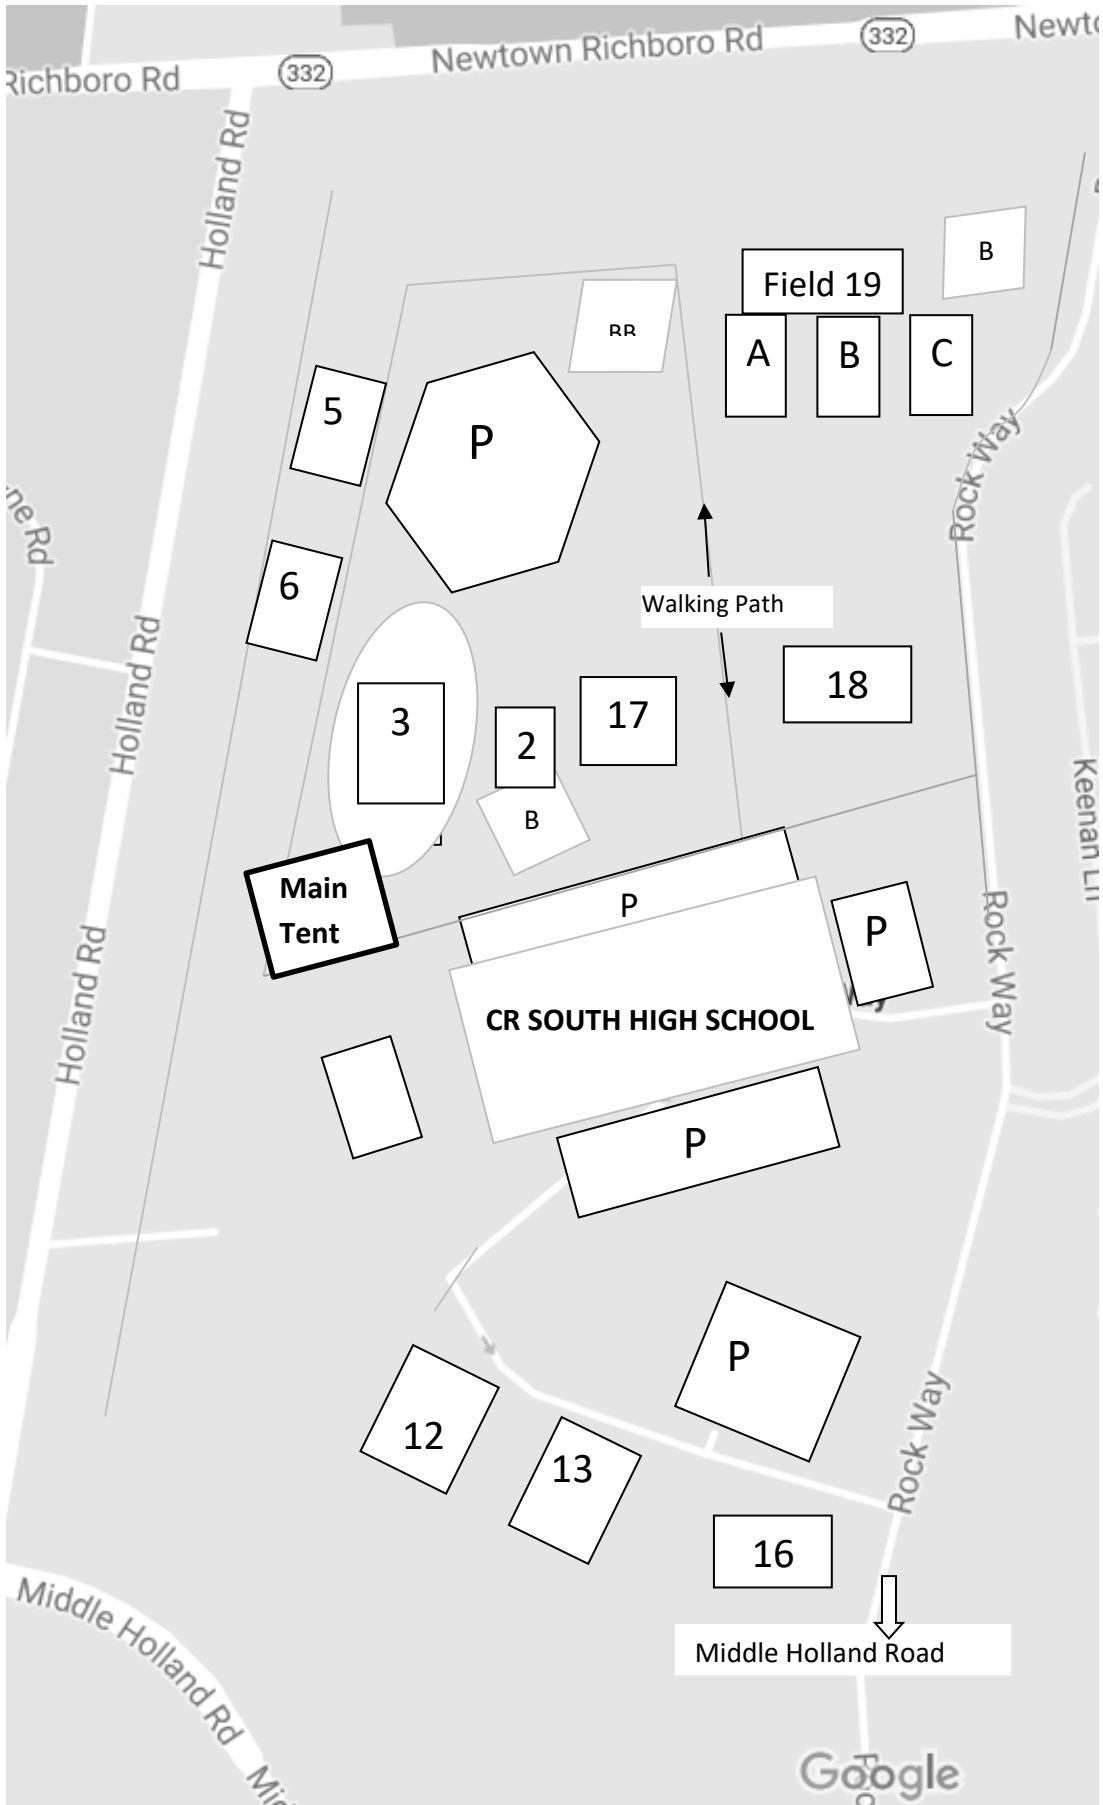 Newtown Richboro Rd
332
Richboro Rd
332
Holland Rd
B
Field 19
BB
A
B
C
5
P
Rock Way
6
Walking Path
Holland Rd
18
3
17
2
B
Keenan Ln
Main
Tent
P
P
Rock Way
Holland Rd
CR SOUTH HIGH SCHOOL
P
P
12
13
Rock Way
16
Middle Holland Rd
Middle Holland Road
Google